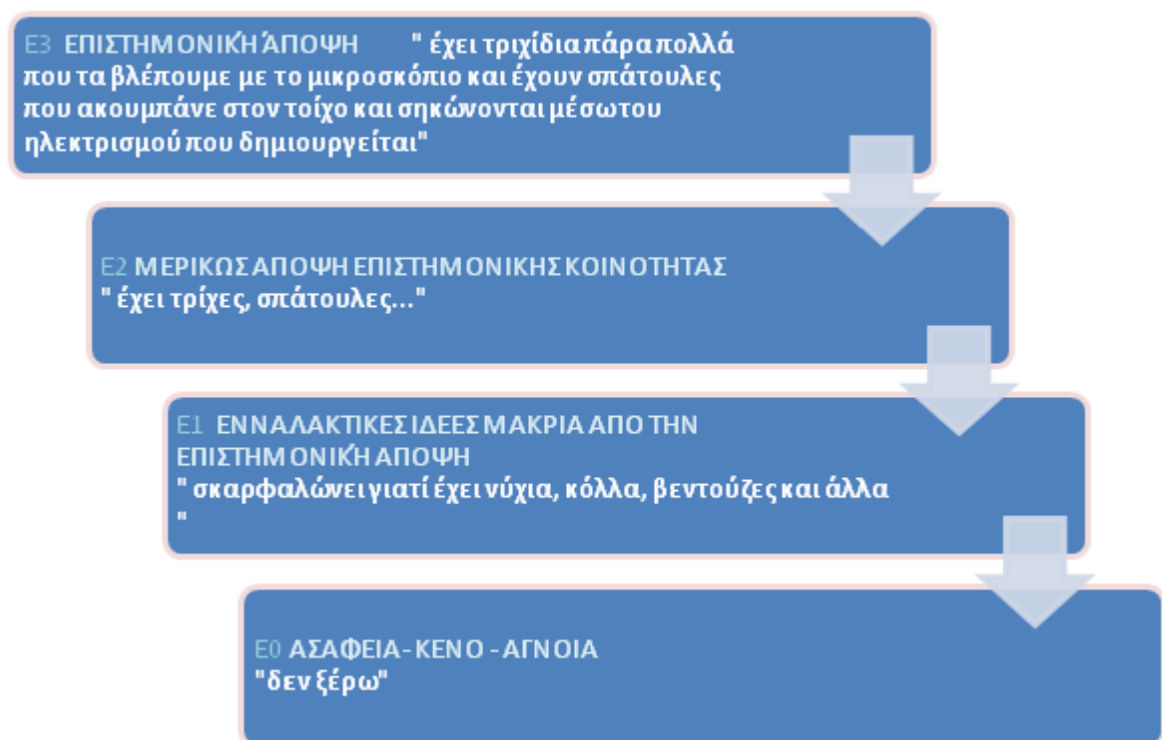 Ε3 ΕΠΙΣΤΗΜΟΝΙΚΉ ΆΠΟΨΗ " έχει τριχίδια πάρα πολλά
που τα βλέπουμε με το μικροσκόπιο και έχουν σπάτουλες
που ακουμπάνε στον τοίχο και σηκώνονται μέσω του
ηλεκτρισμού που δημιουργείται"
Ε2 ΜΕΡΙΚΩΣ ΑΠΟΨΗ ΕΠΙΣΤΗΜΟΝΙΚΗΣ ΚΟΙΝΟΤΗΤΑΣ
" έχει τρίχες, σπάτουλες..."
Ε1 ΕΝΝΑΛΑΚΤΙΚΕΣ ΙΔΕΕΣ ΜΑΚΡΙΑ ΑΠΟ ΤΗΝ
ΕΠΙΣΤΗΜΟΝΙΚΉ ΑΠΟΨΗ
" σκαρφαλώνει γιατί έχει νύχια, κόλλα, βεντούζες και άλλα
"
Ε0 ΑΣΑΦΕΙΑ- ΚΕΝΟ - ΑΓΝΟΙΑ
"δεν ξέρω"